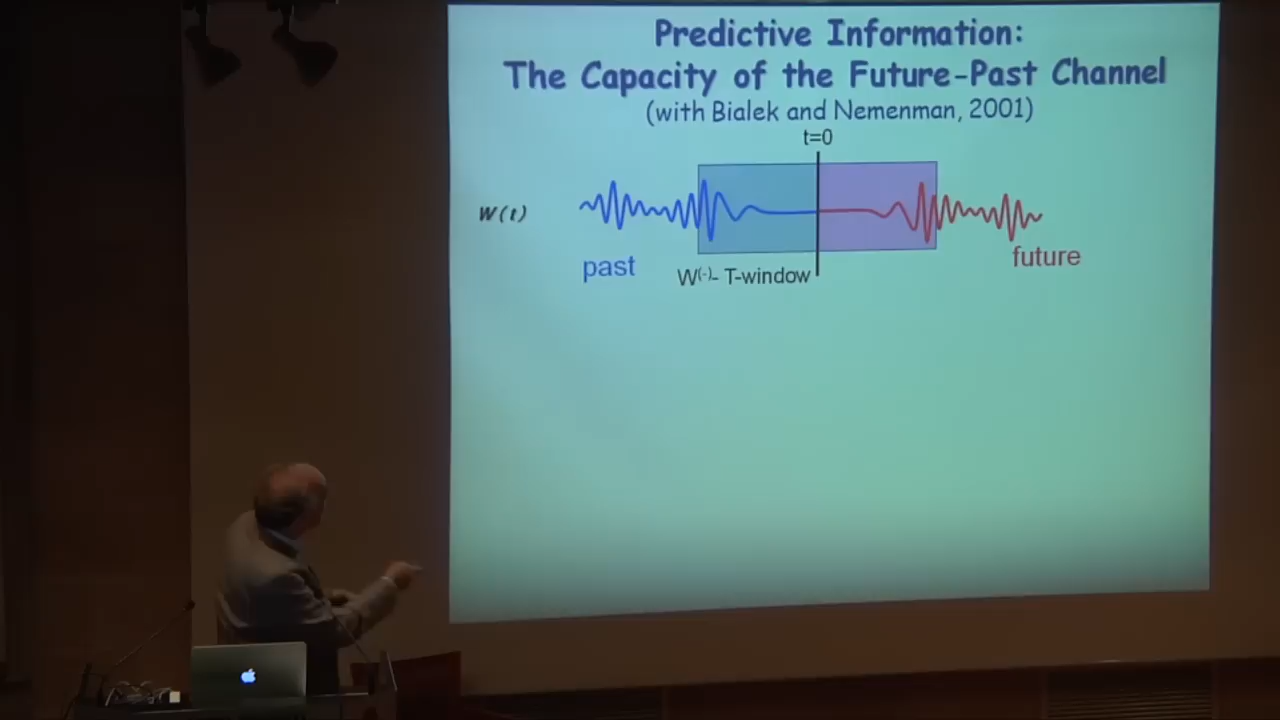 Predictive Information:
The Capacity of the Future-Past Channel
(with Bialek and Nemenman, 2001)
t=0
W(t)
past
future
W(-)- T-window